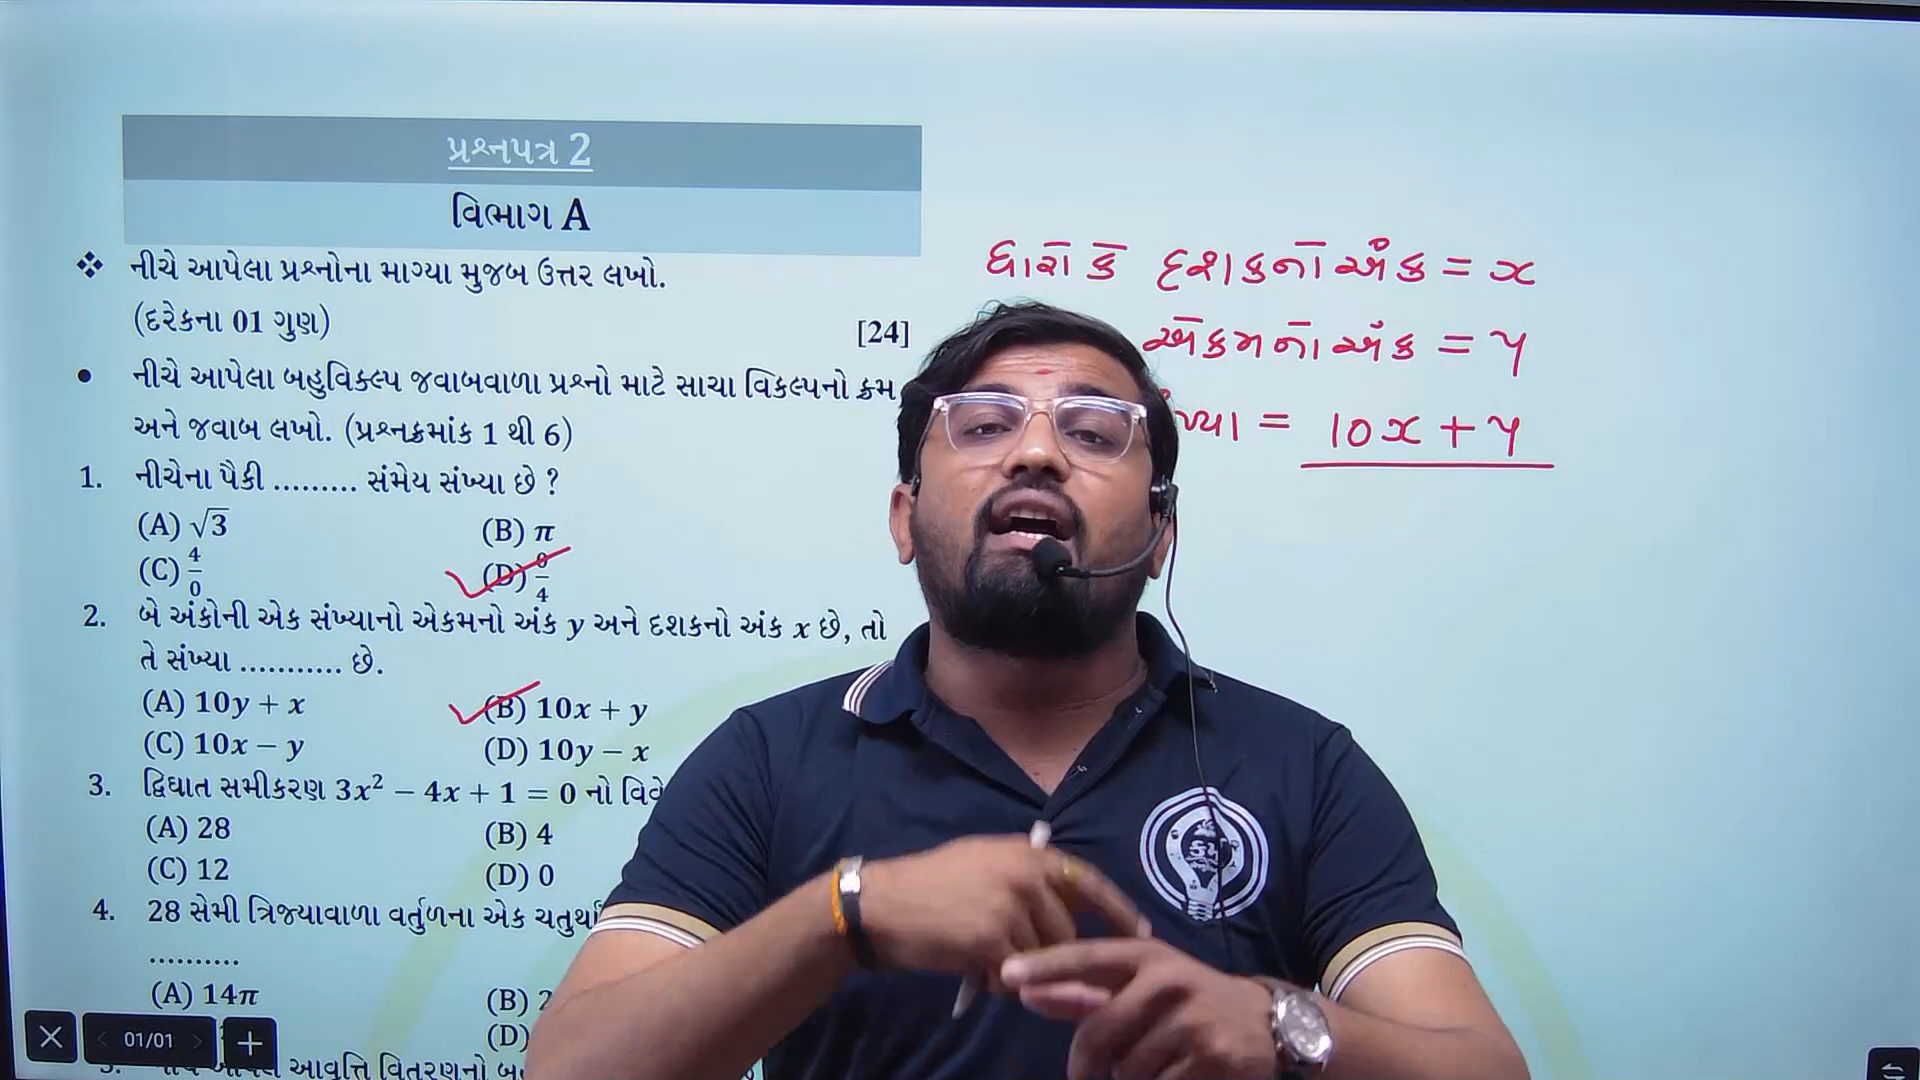 પ્રશ્નપત્ર 2
વિભાગ A
❖ નીચે આપેલા પ્રશ્નોના માગ્યા મુજબ ઉત્તર લખો.
(દરેકના 01 ગુણ) [24]
• નીચે આપેલા બહુવિકલ્પ જવાબવાળા પ્રશ્નો માટે સાચા વિકલ્પનો ક્રમ
અને જવાબ લખો. (પ્રશ્નક્રમાંક 1 થી 6)
1. નીચેના પૈકી ......... સંમેય સંખ્યા છે ?
(A) √3 (B) π
(C) 4/0 (D) 0/4
2. બે અંકોની એક સંખ્યાનો એકમનો અંક y અને દશકનો અંક x છે, તો
તે સંખ્યા ........... છે.
(A) 10y + x (B) 10x + y
(C) 10x − y (D) 10y − x
3. દ્વિઘાત સમીકરણ 3x² − 4x + 1 = 0 નો
(A) 28 (B) 4
(C) 12 (D) 0
4. 28 સેમી ત્રિજ્યાવાળા વર્તુળના એક
..........
(A) 14π (B) 2
(D)
આવૃત્તિ વિતરણનો
01/01
ધારો કે દશકનો અંક = x
એકમનો અંક = y
= 10x + y